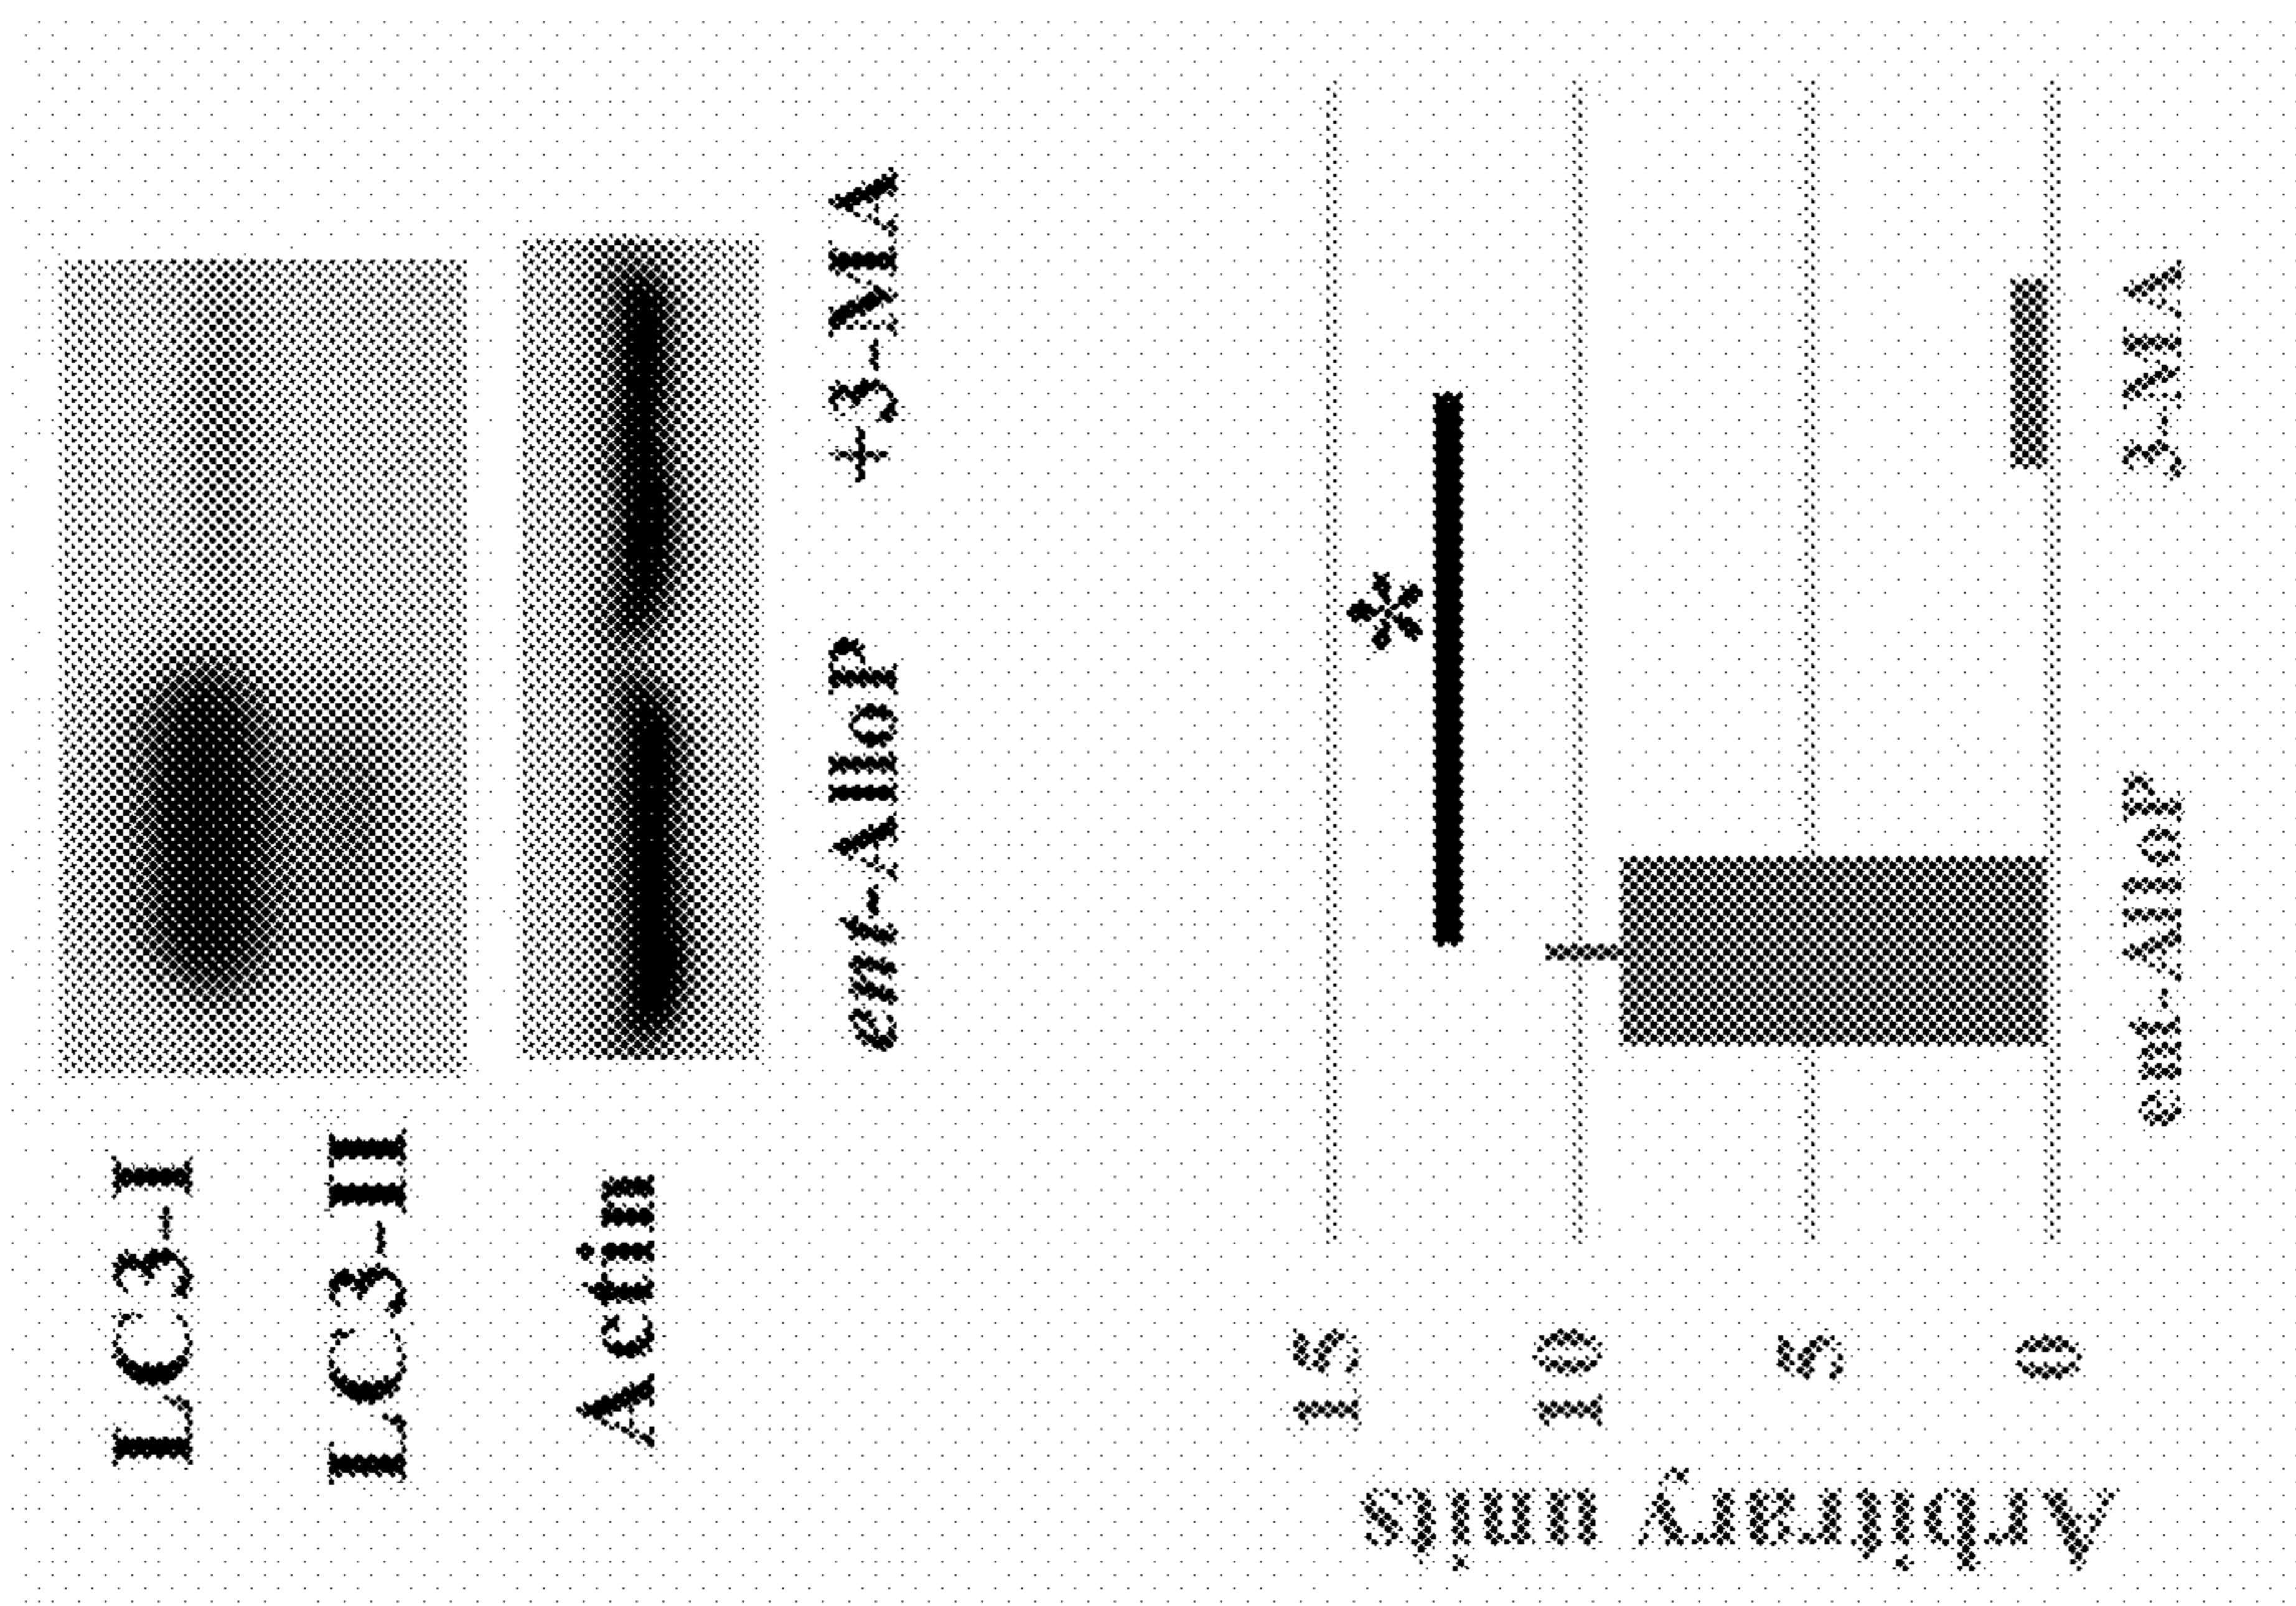 LC3-I
LC3-II
Actin
ent-AlloP +3-MA
*
Arbitrary units
15
10
5
0
ent-AlloP 3-MA